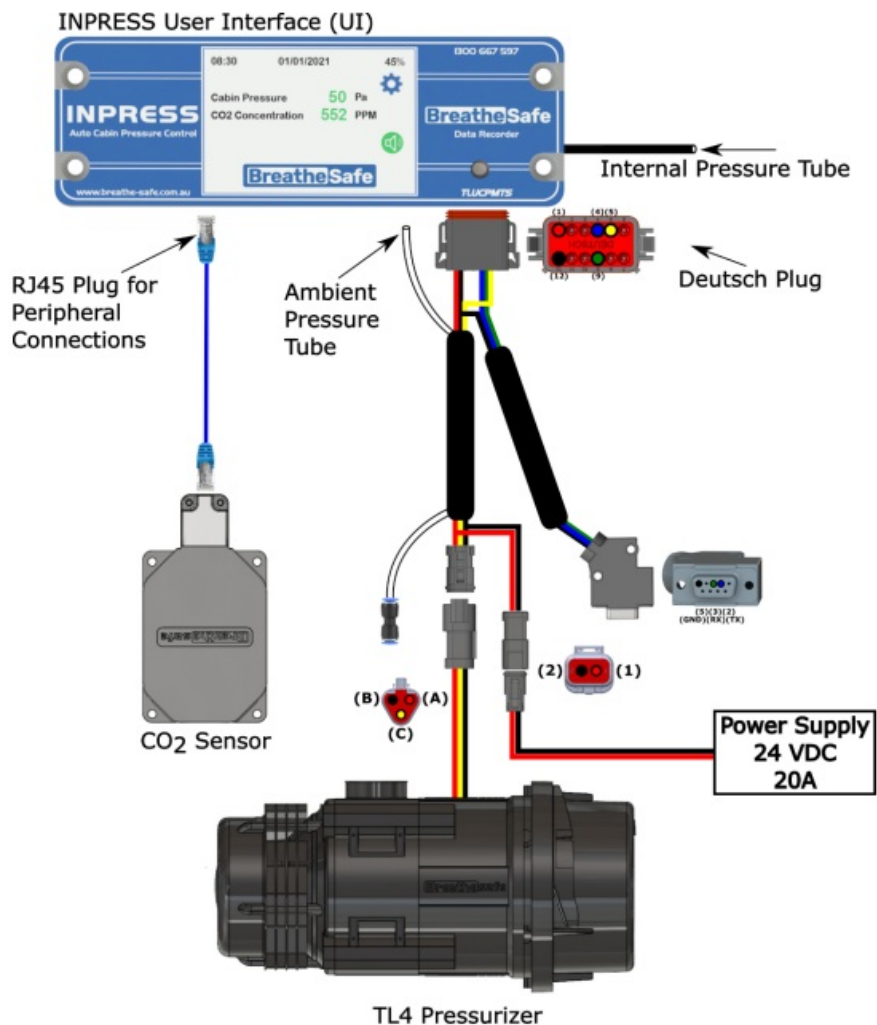 INPRESS User Interface (UI)
1300 667 597
08:30 01/01/2021 45%
Cabin Pressure 50 Pa
CO2 Concentration 552 PPM
INPRESS
Auto Cabin Pressure Control
BreatheSafe
Data Recorder
BreatheSafe
www.breathe-safe.com.au
TLUCPMTS
Internal Pressure Tube
RJ45 Plug for
Peripheral
Connections
Ambient
Pressure
Tube
(1) (4) (5)
DEUTSCH
(12) (9)
Deutsch Plug
BreatheSafe
CO2 Sensor
(5)(3)(2)
(GND)(RX)(TX)
(B) (A)
(C)
(2) (1)
Power Supply
24 VDC
20A
BreatheSafe
TL4 Pressurizer